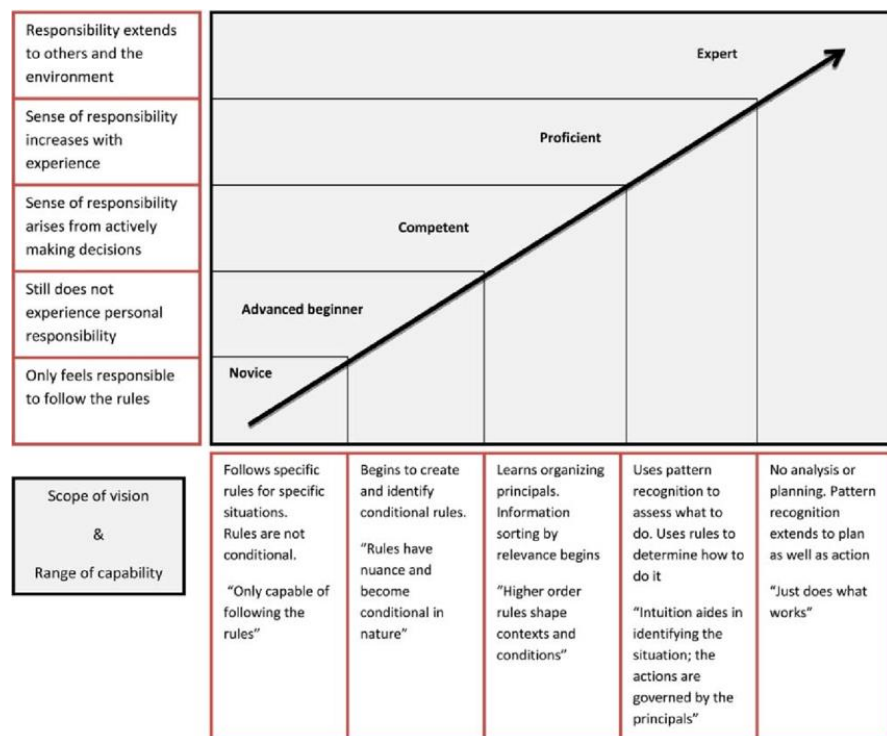 Responsibility extends
to others and the
environment
Sense of responsibility
increases with
experience
Sense of responsibility
arises from actively
making decisions
Still does not
experience personal
responsibility
Only feels responsible
to follow the rules
Expert
Proficient
Competent
Advanced beginner
Novice
Scope of vision
&
Range of capability
Follows specific
rules for specific
situations.
Rules are not
conditional.
“Only capable of
following the
rules”
Begins to create
and identify
conditional rules.
“Rules have
nuance and
become
conditional in
nature”
Learns organizing
principals.
Information
sorting by
relevance begins
“Higher order
rules shape
contexts and
conditions”
Uses pattern
recognition to
assess what to
do. Uses rules to
determine how to
do it
“Intuition aides in
identifying the
situation; the
actions are
governed by the
principals”
No analysis or
planning. Pattern
recognition
extends to plan
as well as action
“Just does what
works”